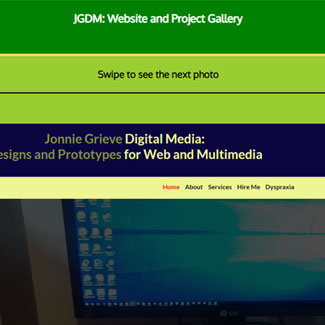 JGDM: Website and Project Gallery
Swipe to see the next photo
Jonnie Grieve Digital Media:
esigns and Prototypes for Web and Multimedia
Home About Services Hire Me Dyspraxia
LG